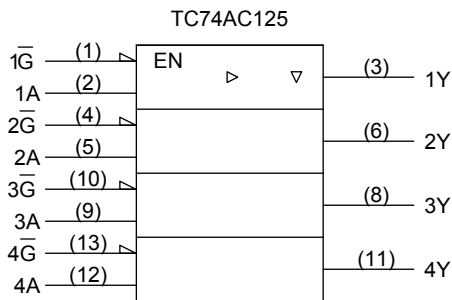 TC74AC125
1G̅ (1) EN
1A (2) (3) 1Y
2G̅ (4)
2A (5) (6) 2Y
3G̅ (10)
3A (9) (8) 3Y
4G̅ (13)
4A (12) (11) 4Y